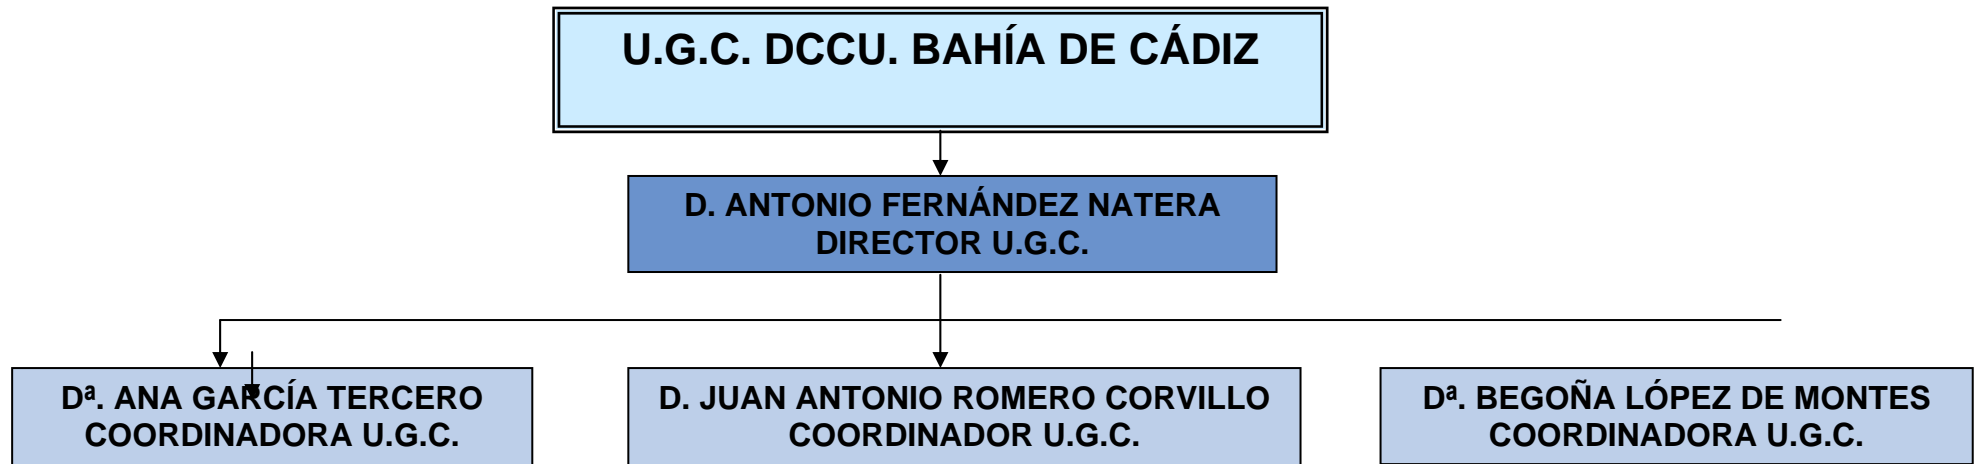 U.G.C. DCCU. BAHÍA DE CÁDIZ
D. ANTONIO FERNÁNDEZ NATERA
DIRECTOR U.G.C.
Dª. ANA GARCÍA TERCERO
COORDINADORA U.G.C.
D. JUAN ANTONIO ROMERO CORVILLO
COORDINADOR U.G.C.
Dª. BEGOÑA LÓPEZ DE MONTES
COORDINADORA U.G.C.